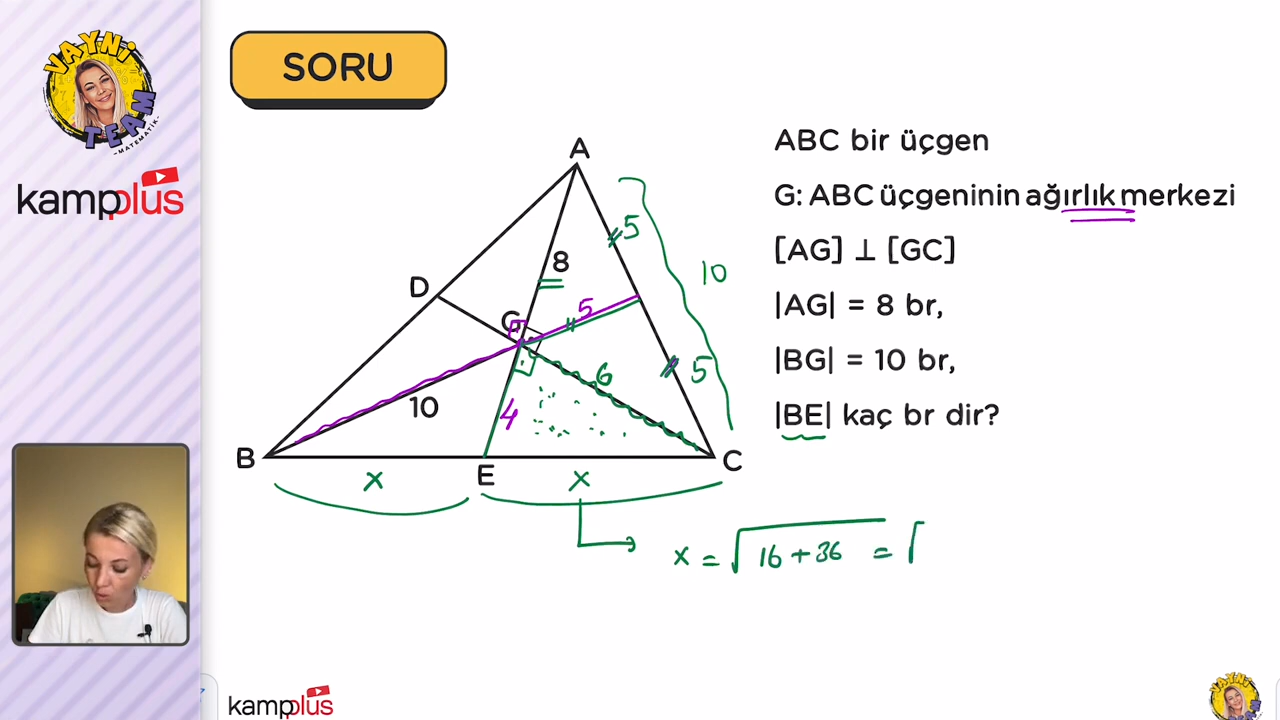 VAYNİ
TEAM
-MATEMATİK-
kampplus
SORU
ABC bir üçgen
G: ABC üçgeninin ağırlık merkezi
[AG] ⊥ [GC]
|AG| = 8 br,
|BG| = 10 br,
|BE| kaç br dir?
A
5
8
10
D
5
G
6
5
10
4
B
E
C
x
x
x = √16 + 36 = √
kampplus